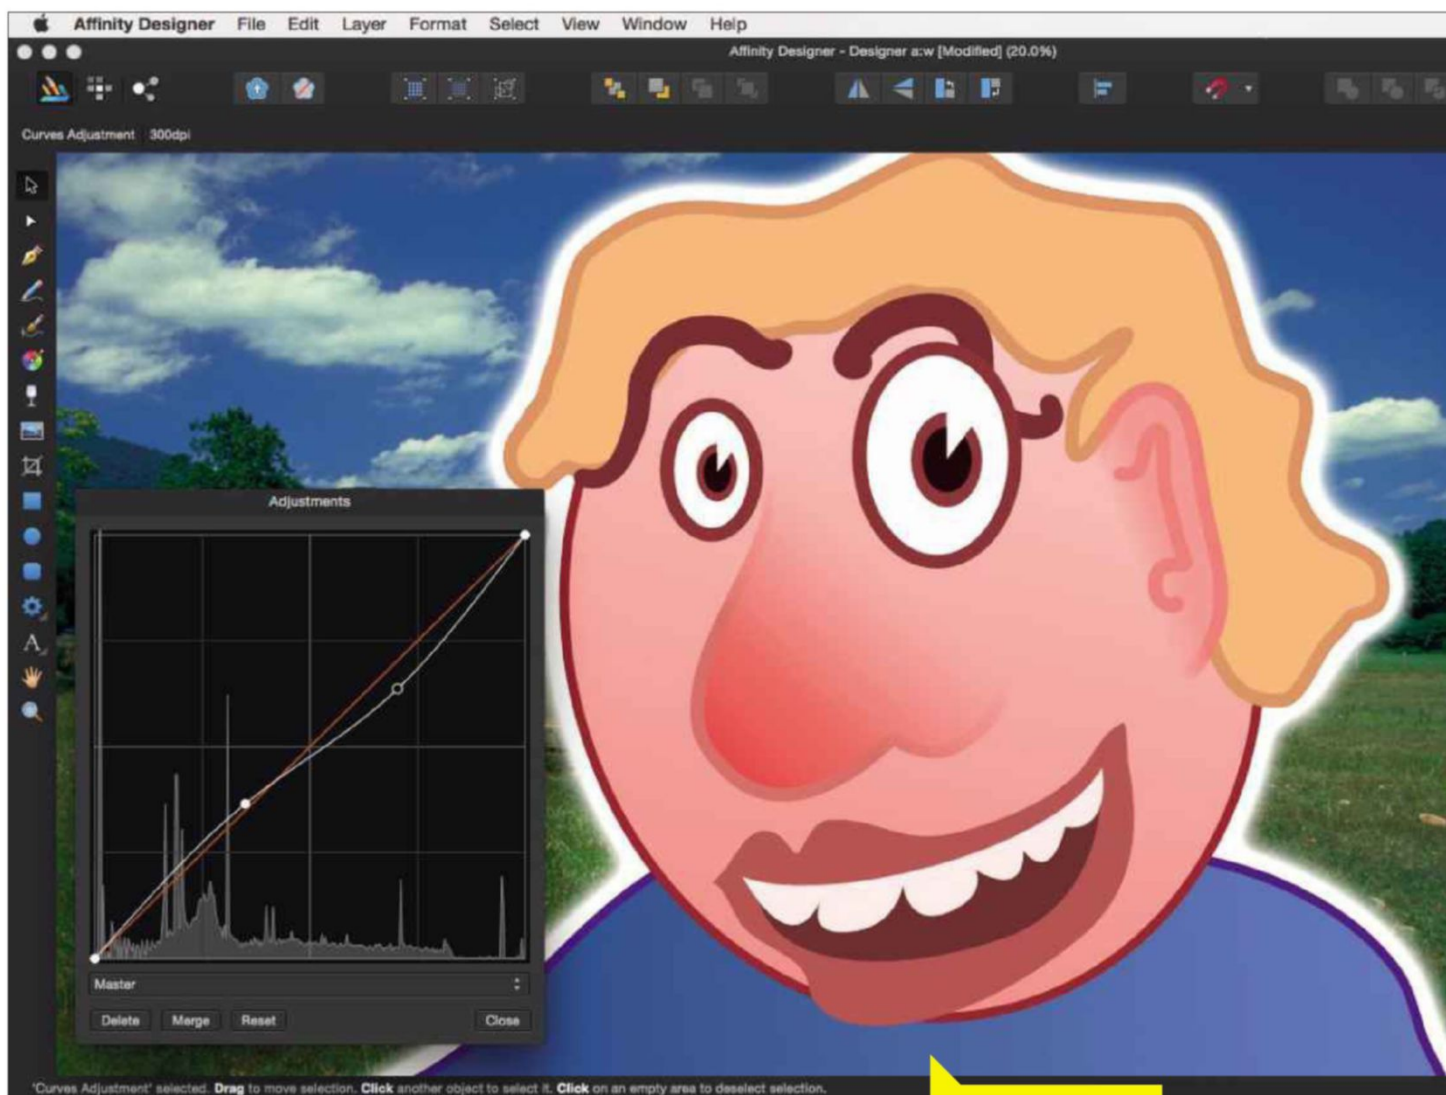 Affinity Designer File Edit Layer Format Select View Window Help
Affinity Designer - Designer a:w [Modified] (20.0%)
Curves Adjustment 300dpi
A
Adjustments
Master
Delete Merge Reset Close
'Curves Adjustment' selected. Drag to move selection. Click another object to select it. Click on an empty area to deselect selection.